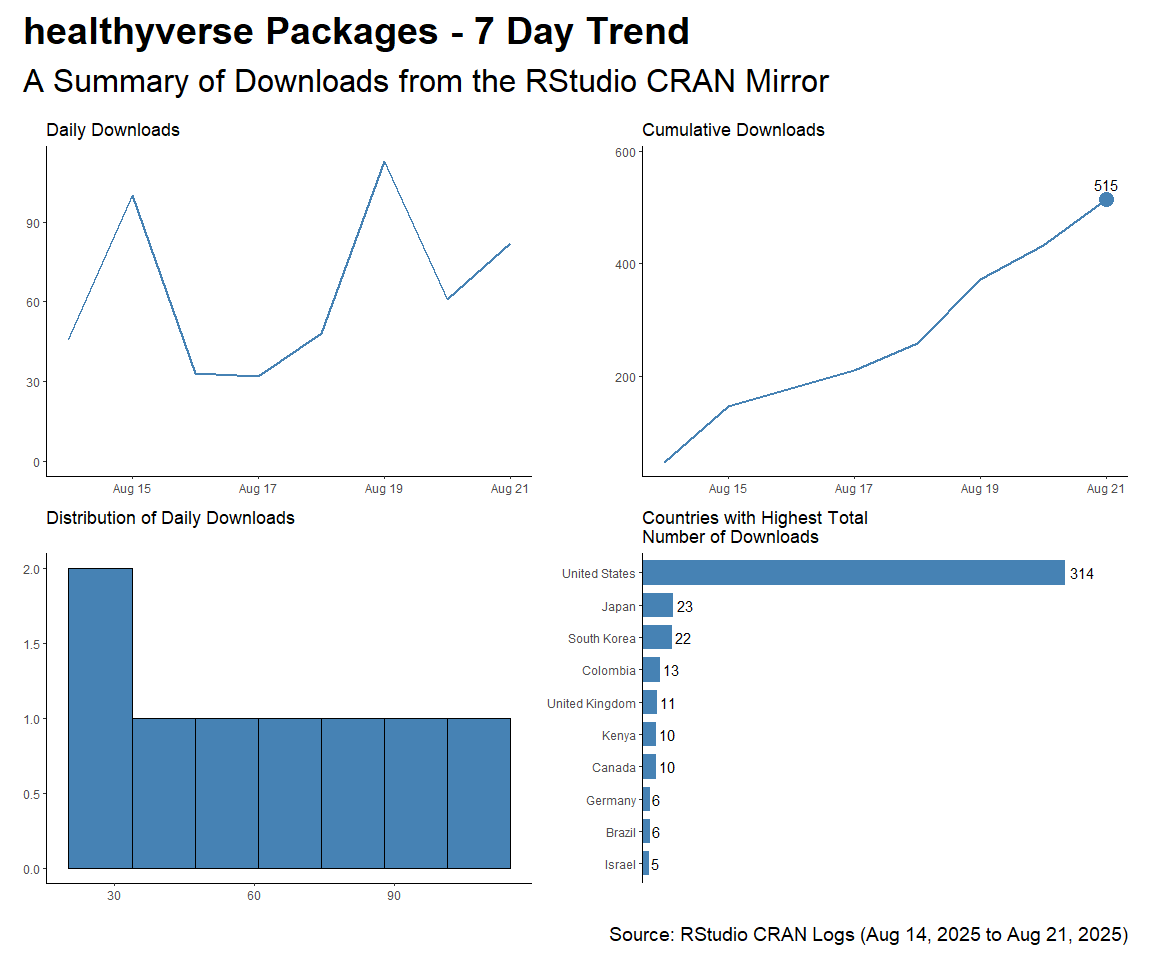 healthyverse Packages - 7 Day Trend
A Summary of Downloads from the RStudio CRAN Mirror
Daily Downloads
90
60
30
0
Aug 15 Aug 17 Aug 19 Aug 21
Cumulative Downloads
600
400
200
515
Aug 15 Aug 17 Aug 19 Aug 21
Distribution of Daily Downloads
2.0
1.5
1.0
0.5
0.0
30 60 90
Countries with Highest Total
Number of Downloads
United States 314
Japan 23
South Korea 22
Colombia 13
United Kingdom 11
Kenya 10
Canada 10
Germany 6
Brazil 6
Israel 5
Source: RStudio CRAN Logs (Aug 14, 2025 to Aug 21, 2025)